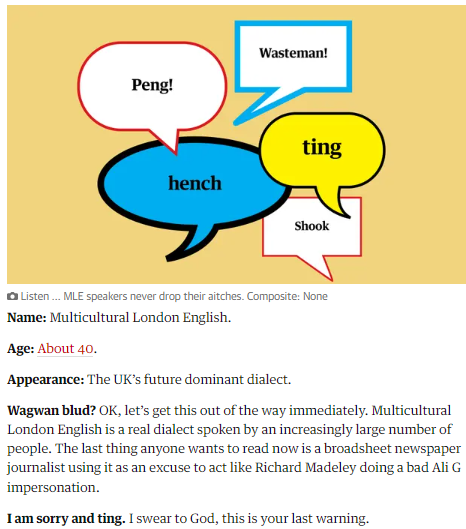 Wasteman!
Peng!
ting
hench
Shook
Listen … MLE speakers never drop their aitches. Composite: None
Name: Multicultural London English.
Age: About 40.
Appearance: The UK’s future dominant dialect.
Wagwan blud? OK, let’s get this out of the way immediately. Multicultural
London English is a real dialect spoken by an increasingly large number of
people. The last thing anyone wants to read now is a broadsheet newspaper
journalist using it as an excuse to act like Richard Madeley doing a bad Ali G
impersonation.
I am sorry and ting. I swear to God, this is your last warning.